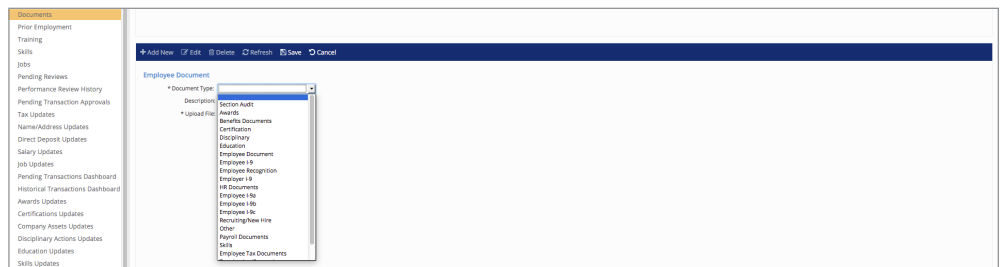 Documents
Prior Employment
Training
Skills
Jobs
Pending Reviews
Performance Review History
Pending Transaction Approvals
Tax Updates
Name/Address Updates
Direct Deposit Updates
Salary Updates
Job Updates
Pending Transactions Dashboard
Historical Transactions Dashboard
Awards Updates
Certifications Updates
Company Assets Updates
Disciplinary Actions Updates
Education Updates
Skills Updates
Add New Edit Delete Refresh Save Cancel
Employee Document
* Document Type:
Description:
* Upload File:
Section Audit
Awards
Benefits Documents
Certification
Disciplinary
Education
Employee Document
Employee I-9
Employee Recognition
Employer I-9
HR Documents
Employee I-9a
Employee I-9b
Employee I-9c
Recruiting/New Hire
Other
Payroll Documents
Skills
Employee Tax Documents